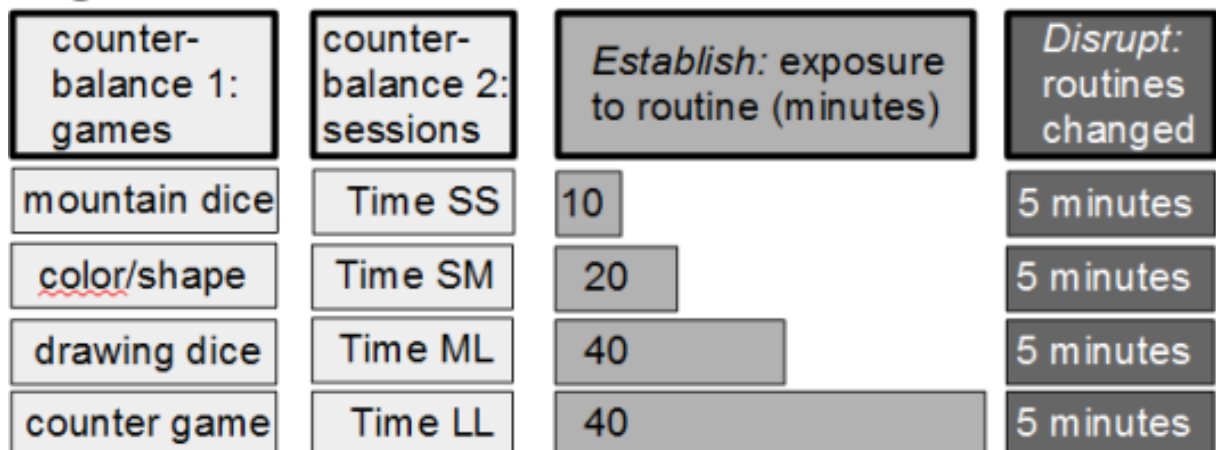 counter-
balance 1:
games
counter-
balance 2:
sessions
Establish: exposure
to routine (minutes)
Disrupt:
routines
changed
mountain dice
Time SS
10
5 minutes
color/shape
Time SM
20
5 minutes
drawing dice
Time ML
40
5 minutes
counter game
Time LL
40
5 minutes